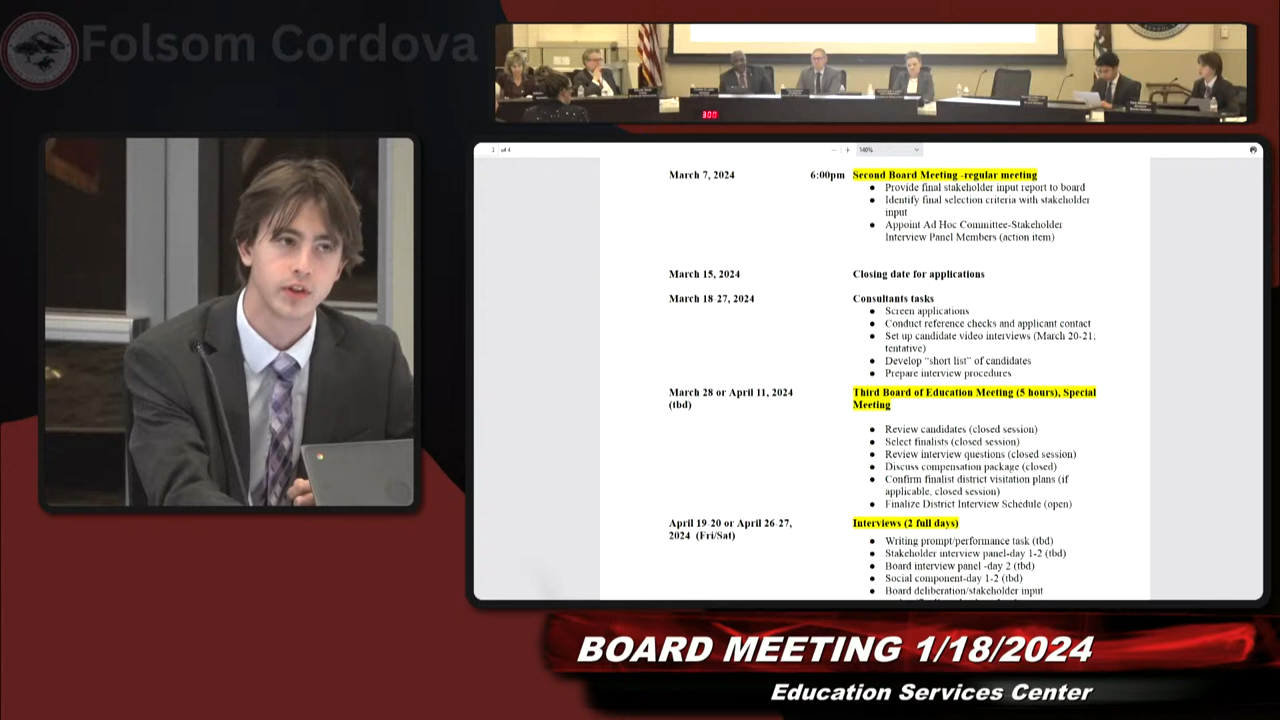 Folsom Cordova
300
1 of 4
− + 140%
March 7, 2024 6:00pm Second Board Meeting -regular meeting
● Provide final stakeholder input report to board
● Identify final selection criteria with stakeholder
input
● Appoint Ad Hoc Committee-Stakeholder
Interview Panel Members (action item)
March 15, 2024 Closing date for applications
March 18-27, 2024 Consultants tasks
● Screen applications
● Conduct reference checks and applicant contact
● Set up candidate video interviews (March 20-21;
tentative)
● Develop "short list" of candidates
● Prepare interview procedures
March 28 or April 11, 2024 Third Board of Education Meeting (5 hours), Special
(tbd) Meeting
● Review candidates (closed session)
● Select finalists (closed session)
● Review interview questions (closed session)
● Discuss compensation package (closed)
● Confirm finalist district visitation plans (if
applicable, closed session)
● Finalize District Interview Schedule (open)
April 19-20 or April 26-27, Interviews (2 full days)
2024 (Fri/Sat)
● Writing prompt/performance task (tbd)
● Stakeholder interview panel-day 1-2 (tbd)
● Board interview panel -day 2 (tbd)
● Social component-day 1-2 (tbd)
● Board deliberation/stakeholder input
BOARD MEETING 1/18/2024
Education Services Center